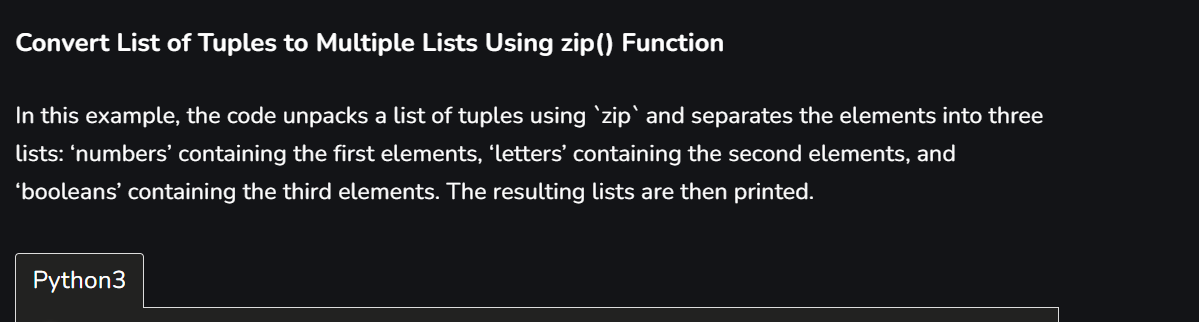 Convert List of Tuples to Multiple Lists Using zip() Function
In this example, the code unpacks a list of tuples using `zip` and separates the elements into three
lists: ‘numbers’ containing the first elements, ‘letters’ containing the second elements, and
‘booleans’ containing the third elements. The resulting lists are then printed.
Python3